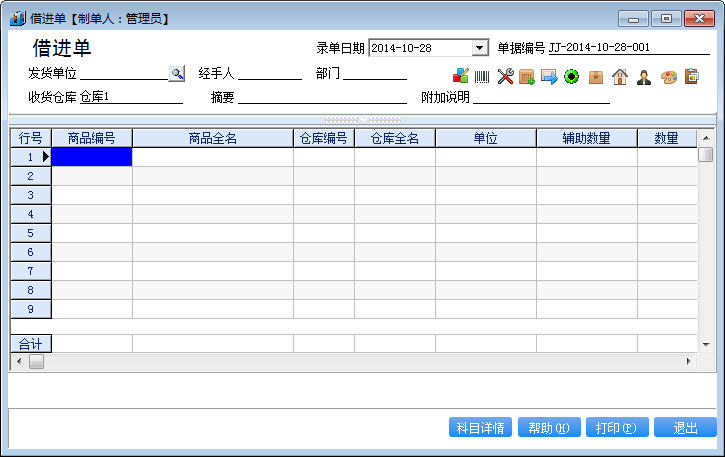 借进单【制单人：管理员】
借进单 录单日期 2014-10-28 单据编号 JJ-2014-10-28-001
发货单位 经手人 部门
收货仓库 仓库1 摘要 附加说明
行号 商品编号 商品全名 仓库编号 仓库全名 单位 辅助数量 数量
1
2
3
4
5
6
7
8
9
合计
科目详情 帮助(H) 打印(P) 退出